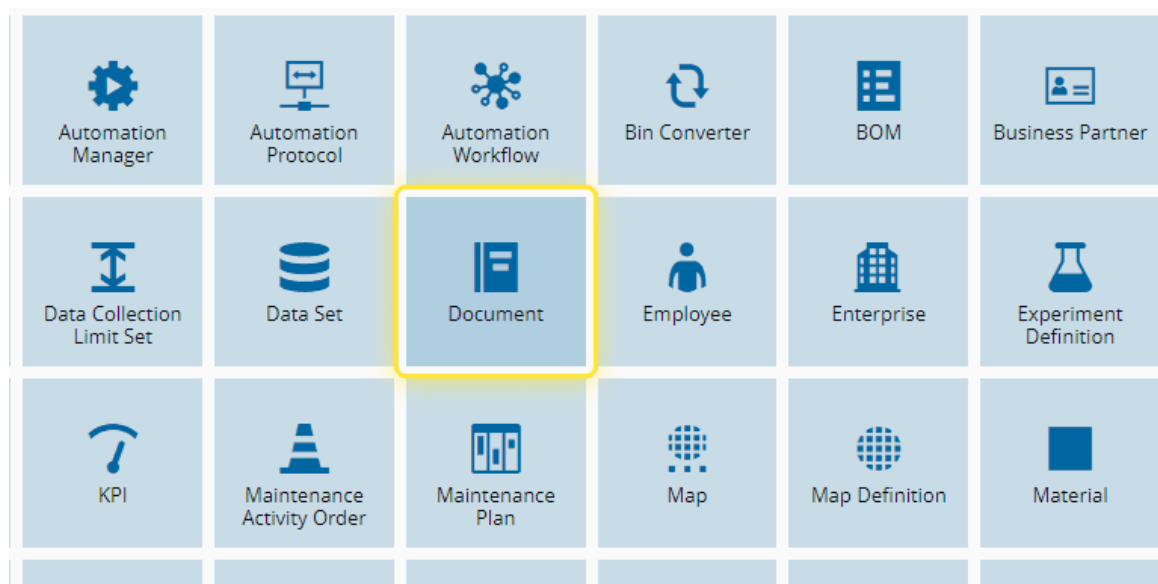 Automation
Manager
Automation
Protocol
Automation
Workflow
Bin Converter
BOM
Business Partner
Data Collection
Limit Set
Data Set
Document
Employee
Enterprise
Experiment
Definition
KPI
Maintenance
Activity Order
Maintenance
Plan
Map
Map Definition
Material